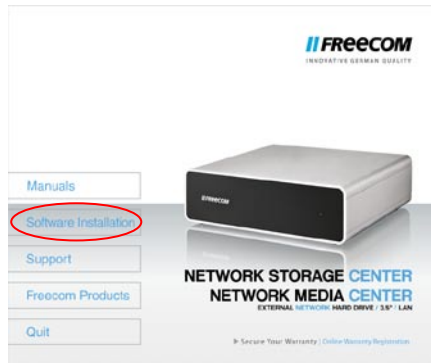 FREECOM
INNOVATIVE GERMAN QUALITY
Manuals
Software Installation
Support
Freecom Products
Quit
FREECOM
NETWORK STORAGE CENTER
NETWORK MEDIA CENTER
EXTERNAL NETWORK HARD DRIVE / 3.5" / LAN
Secure Your Warranty | Online Warranty Registration